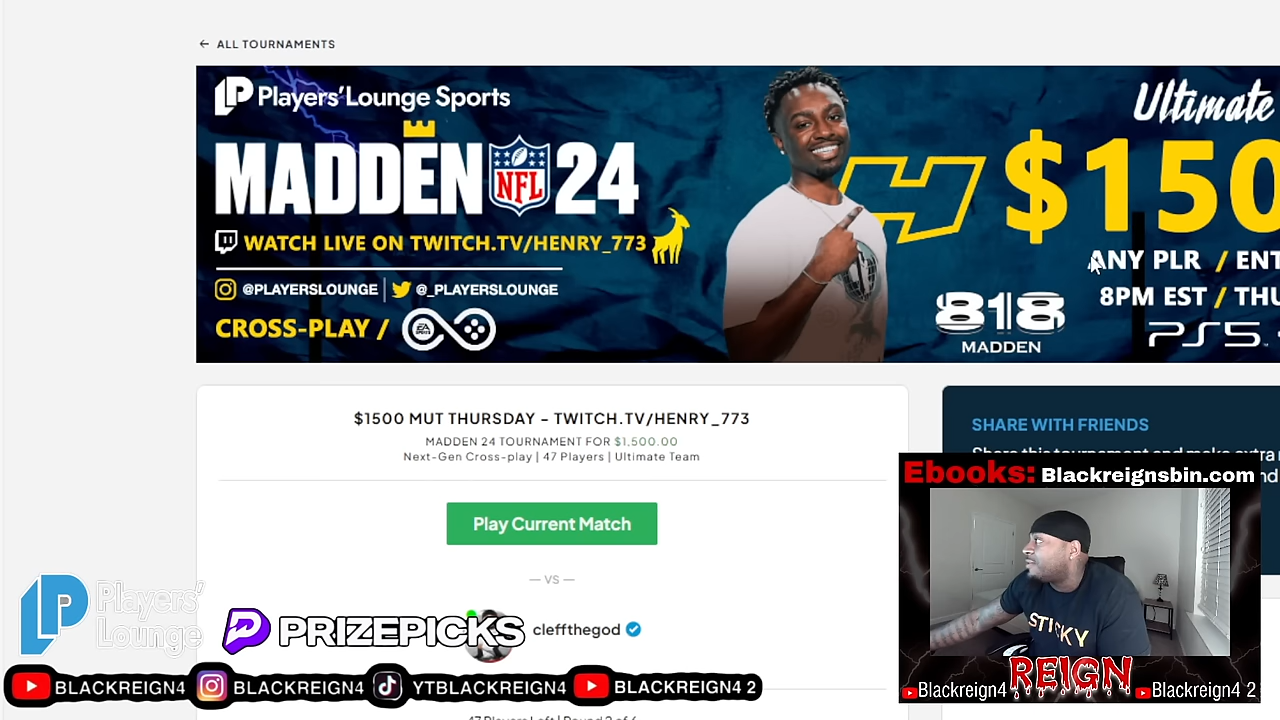 ← ALL TOURNAMENTS
Players'Lounge Sports
MADDEN NFL 24
WATCH LIVE ON TWITCH.TV/HENRY_773
@PLAYERSLOUNGE | @_PLAYERSLOUNGE
CROSS-PLAY / EA SPORTS
818
MADDEN
Ultimate
$150
ANY PLR / ENT
8PM EST / THU
PS5
$1500 MUT THURSDAY – TWITCH.TV/HENRY_773
MADDEN 24 TOURNAMENT FOR $1,500.00
Next-Gen Cross-play | 47 Players | Ultimate Team
Play Current Match
— VS —
cleffthegod
SHARE WITH FRIENDS
Ebooks: Blackreignsbin.com
REIGN
Blackreign4
Blackreign4 2
Players'
Lounge
PRIZEPICKS
BLACKREIGN4
BLACKREIGN4
YTBLACKREIGN4
BLACKREIGN4 2